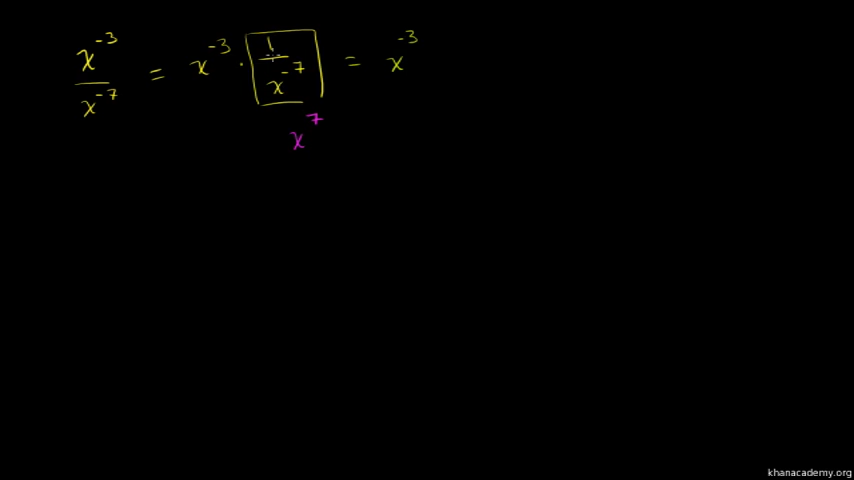 x^-3 / x^-7 = x^-3 · 1 / x^-7 = x^-3
x^7
khanacademy.org